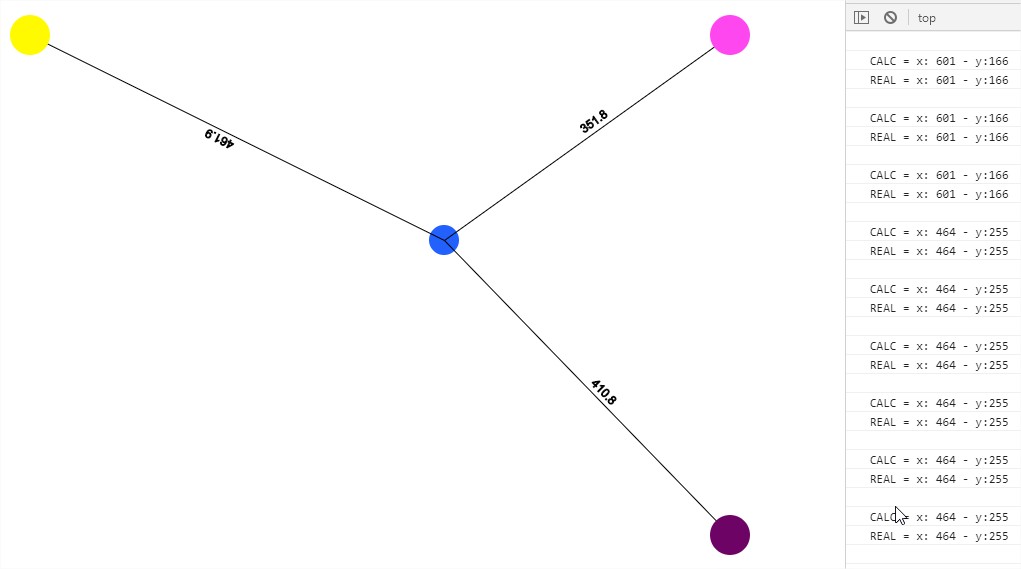 top
461.9
351.8
410.8
CALC = x: 601 - y:166
REAL = x: 601 - y:166
CALC = x: 601 - y:166
REAL = x: 601 - y:166
CALC = x: 601 - y:166
REAL = x: 601 - y:166
CALC = x: 464 - y:255
REAL = x: 464 - y:255
CALC = x: 464 - y:255
REAL = x: 464 - y:255
CALC = x: 464 - y:255
REAL = x: 464 - y:255
CALC = x: 464 - y:255
REAL = x: 464 - y:255
CALC = x: 464 - y:255
REAL = x: 464 - y:255
CALC = x: 464 - y:255
REAL = x: 464 - y:255